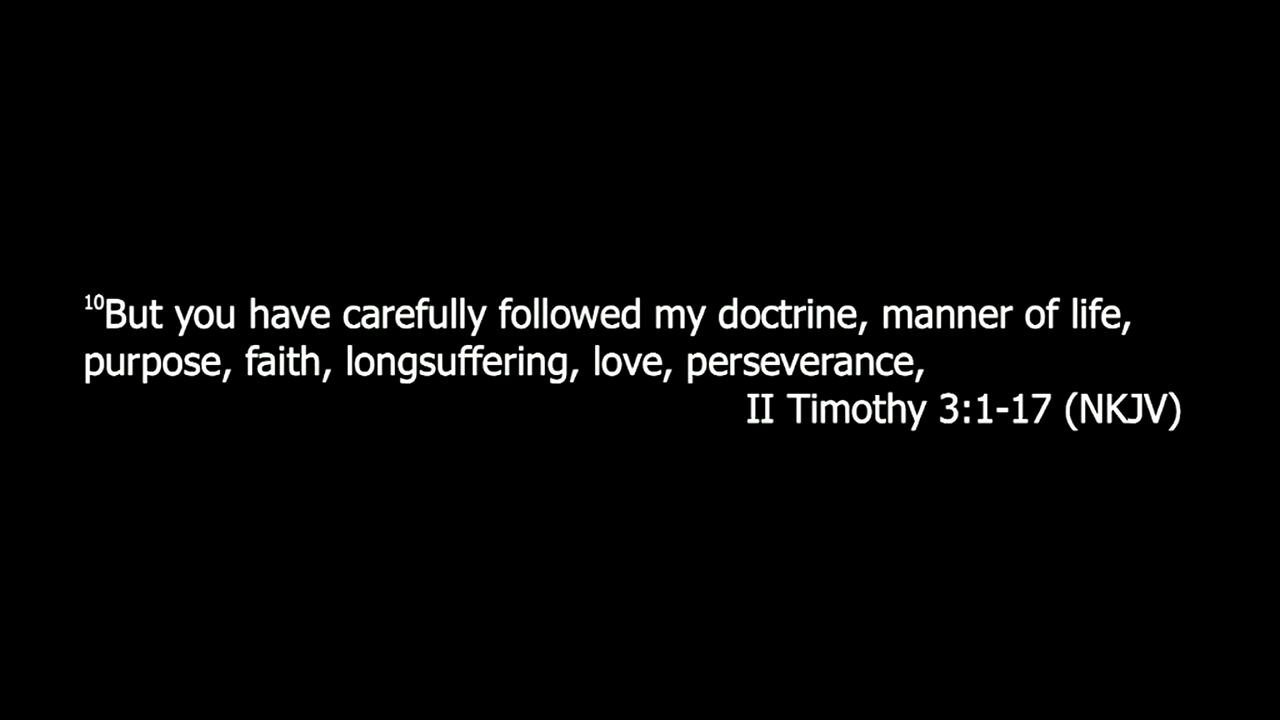 10But you have carefully followed my doctrine, manner of life,
purpose, faith, longsuffering, love, perseverance,
II Timothy 3:1-17 (NKJV)